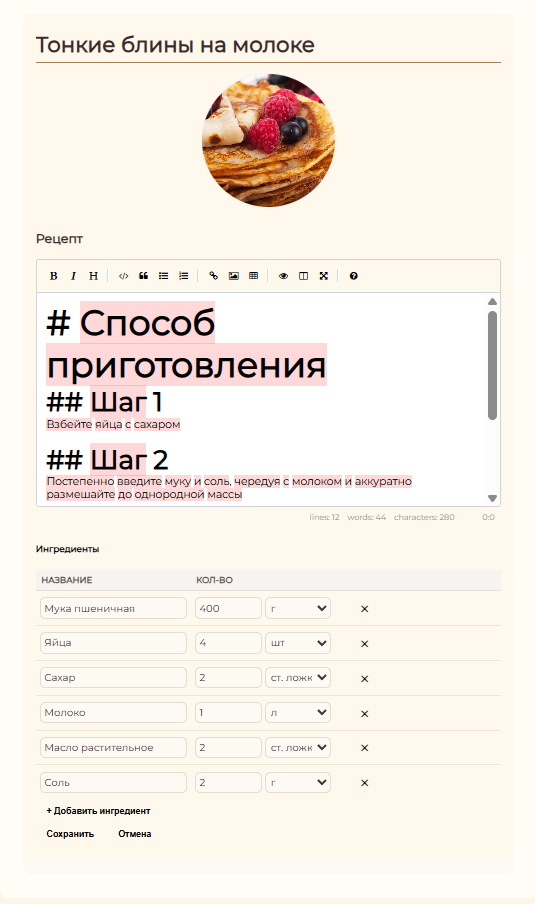 Тонкие блины на молоке
Рецепт
B I H
# Способ
приготовления
## Шаг 1
Взбейте яйца с сахаром
## Шаг 2
Постепенно введите муку и соль, чередуя с молоком и аккуратно
размешайте до однородной массы
lines: 12 words: 44 characters: 280 0:0
Ингредиенты
НАЗВАНИЕ КОЛ-ВО
Мука пшеничная 400 г ×
Яйца 4 шт ×
Сахар 2 ст. ложк ×
Молоко 1 л ×
Масло растительное 2 ст. ложк ×
Соль 2 г ×
+ Добавить ингредиент
Сохранить Отмена